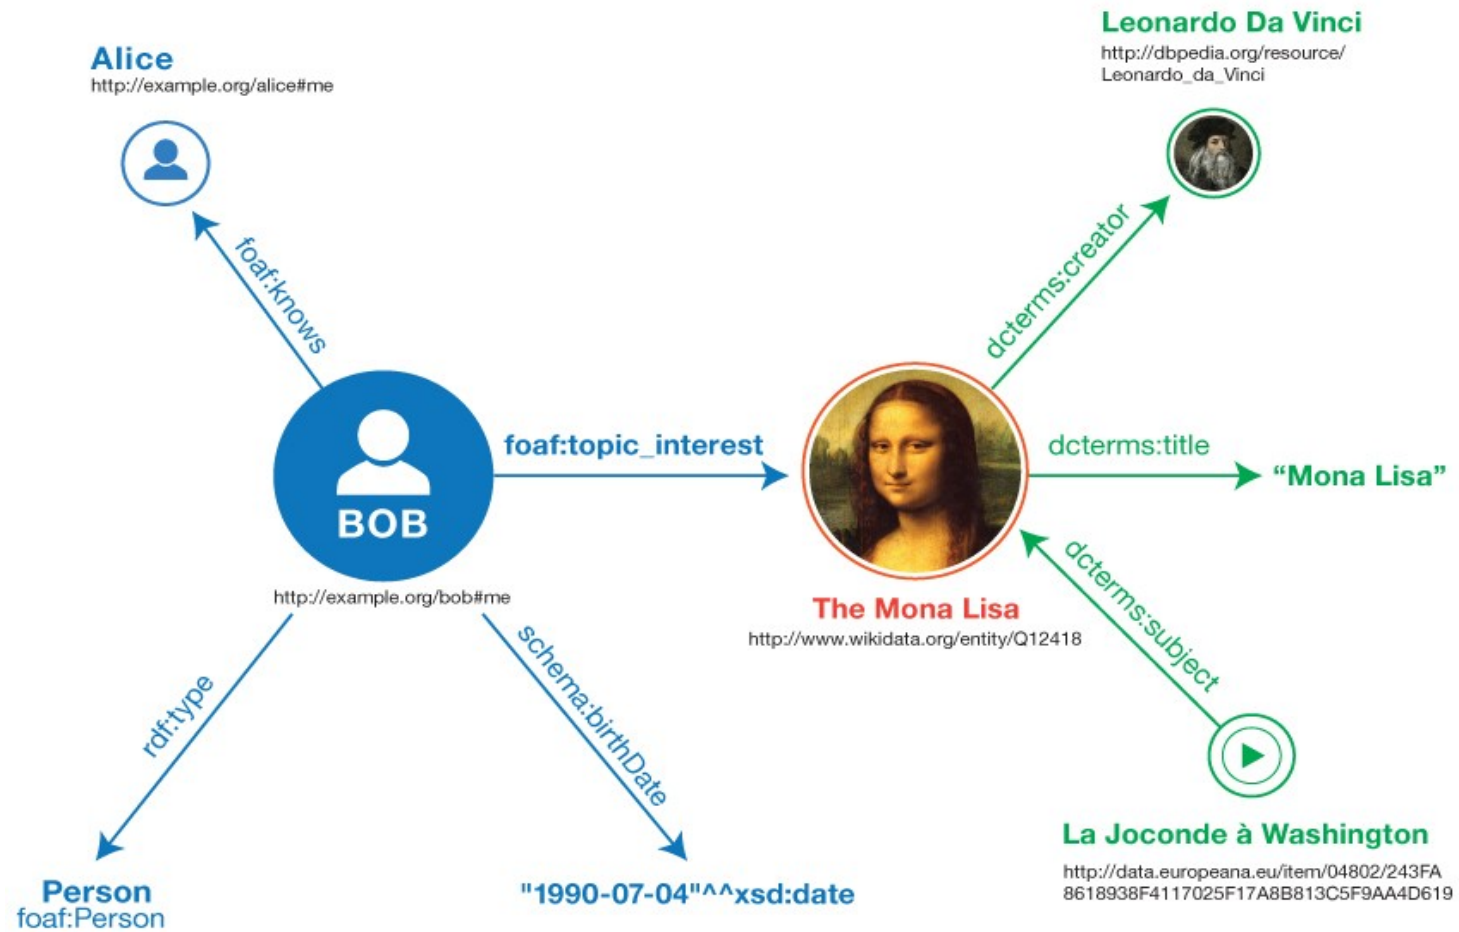 Leonardo Da Vinci
http://dbpedia.org/resource/
Leonardo_da_Vinci
Alice
http://example.org/alice#me
foaf:knows
dcterms:creator
foaf:topic_interest
dcterms:title
“Mona Lisa”
BOB
http://example.org/bob#me
The Mona Lisa
http://www.wikidata.org/entity/Q12418
dcterms:subject
rdf:type
schema:birthDate
La Joconde à Washington
http://data.europeana.eu/item/04802/243FA
8618938F4117025F17A8B813C5F9AA4D619
Person
foaf:Person
"1990-07-04"^^xsd:date